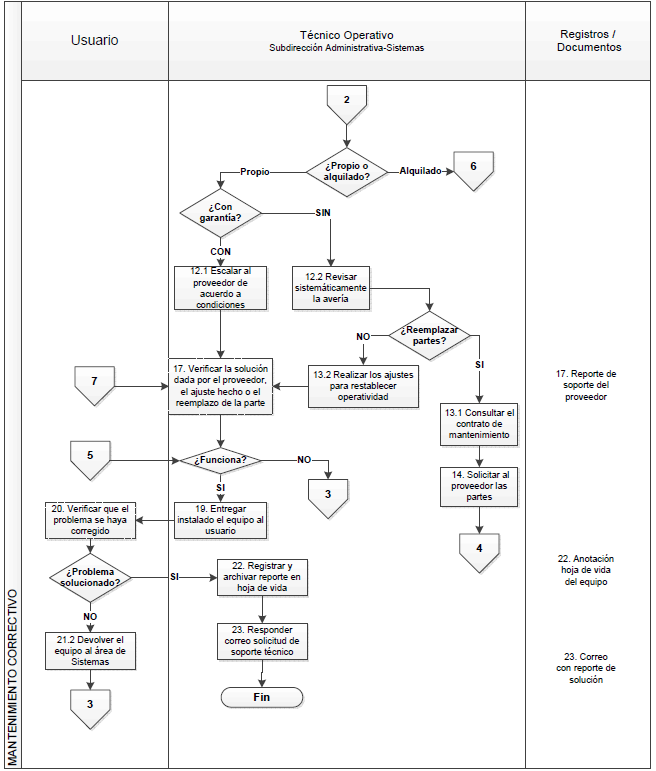 Usuario
Técnico Operativo
Subdirección Administrativa-Sistemas
Registros /
Documentos
2
¿Propio o
alquilado?
Propio
Alquilado
6
¿Con
garantía?
SIN
CON
12.1 Escalar al
proveedor de
acuerdo a
condiciones
12.2 Revisar
sistemáticamente
la avería
¿Reemplazar
partes?
NO
SI
7
17. Verificar la solución
dada por el proveedor,
el ajuste hecho o el
reemplazo de la parte
13.2 Realizar los ajustes
para restablecer
operatividad
17. Reporte de
soporte del
proveedor
13.1 Consultar el
contrato de
mantenimiento
5
¿Funciona?
NO
SI
3
14. Solicitar al
proveedor las
partes
4
20. Verificar que el
problema se haya
corregido
19. Entregar
instalado el equipo al
usuario
¿Problema
solucionado?
SI
NO
22. Registrar y
archivar reporte en
hoja de vida
22. Anotación
hoja de vida
del equipo
21.2 Devolver el
equipo al área de
Sistemas
23. Responder
correo solicitud de
soporte técnico
23. Correo
con reporte de
solución
3
Fin
MANTENIMIENTO CORRECTIVO